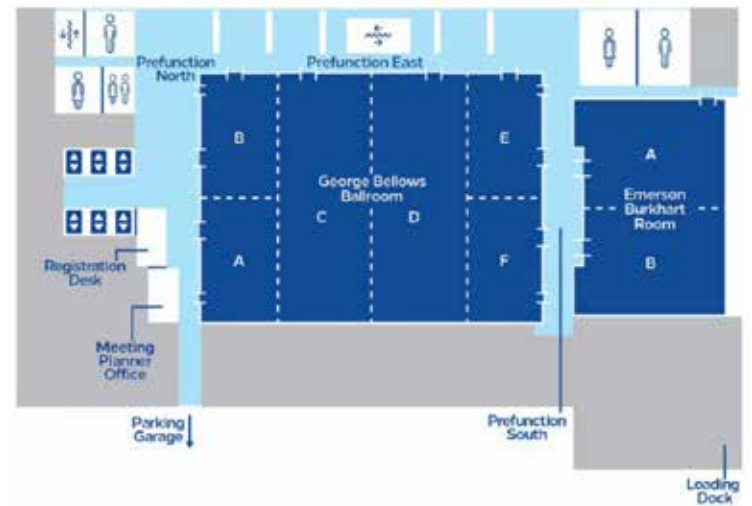 Prefunction
North
Prefunction East
B
E
A
George Bellows
Ballroom
Emerson
Burkhart
Room
C
D
A
F
B
Registration
Desk
Meeting
Planner
Office
Parking
Garage
Prefunction
South
Loading
Dock